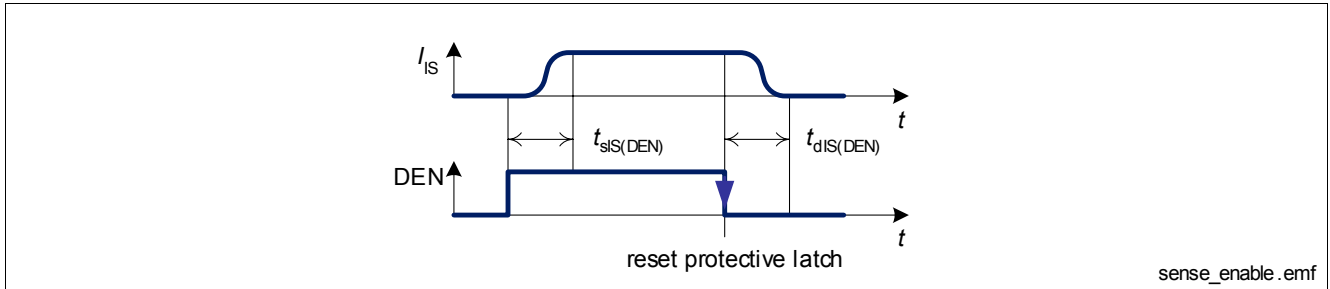 I_IS
t
t_sIS(DEN)
t_dIS(DEN)
DEN
t
reset protective latch
sense_enable.emf